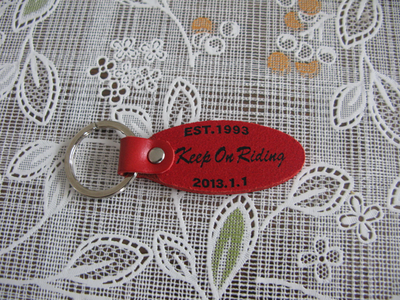 EST.1993
Keep On Riding
2013.1.1